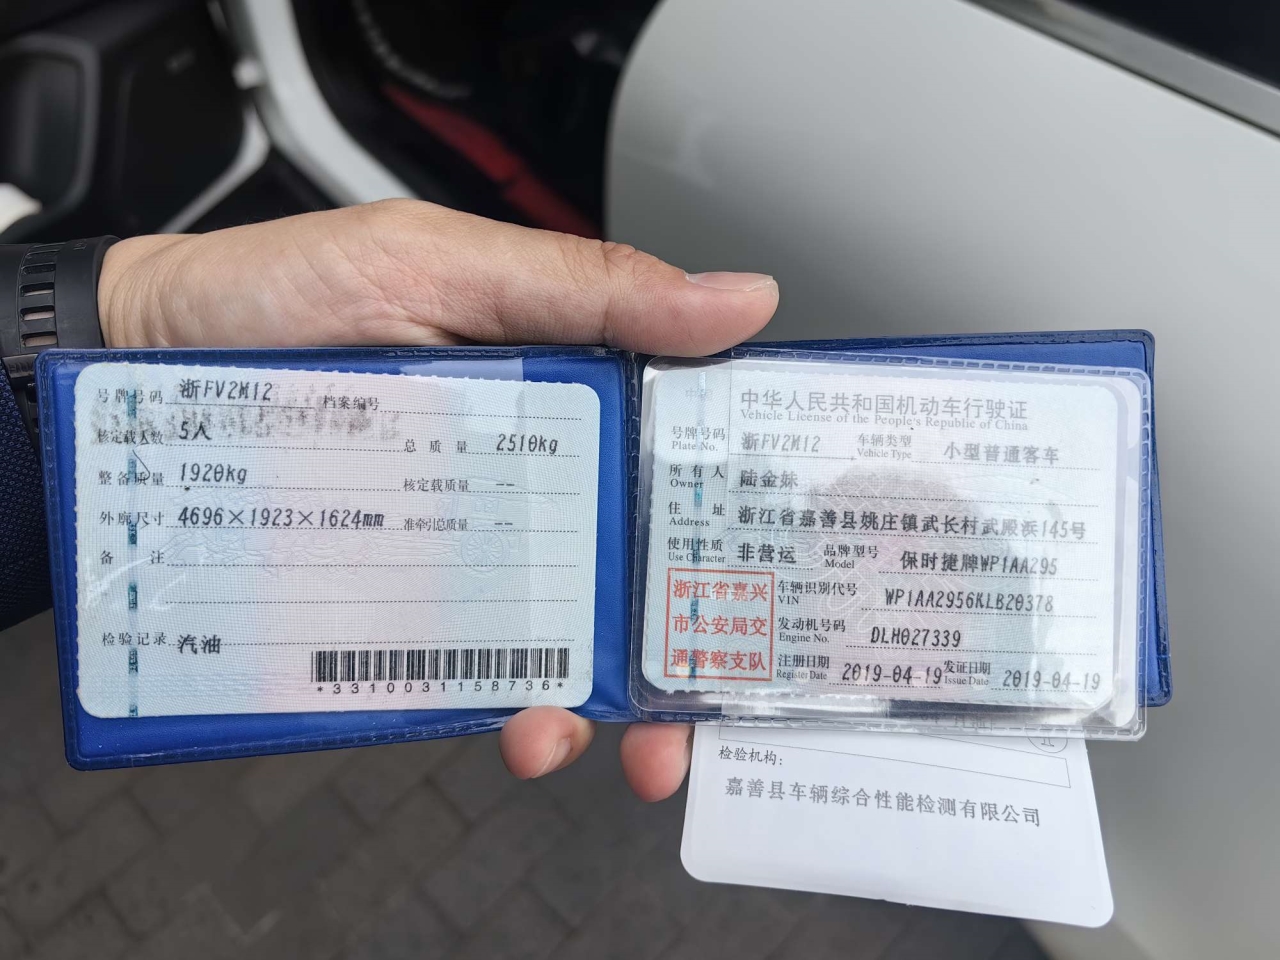 号牌号码 浙FV2M12 档案编号
核定载人数 5人 总质量 2510kg
整备质量 1920kg 核定载质量 --
外廓尺寸 4696×1923×1624mm 准牵引总质量 --
备注
检验记录 汽油
*3310031158736*
中华人民共和国机动车行驶证
Vehicle License of the People's Republic of China
号牌号码 浙FV2M12 车辆类型 小型普通客车
Plate No. Vehicle Type
所有人 陆金妹
Owner
住址 浙江省嘉善县姚庄镇武长村武殿浜145号
Address
使用性质 非营运 品牌型号 保时捷牌WP1AA295
Use Character Model
浙江省嘉兴
市公安局交
通警察支队
车辆识别代号 WP1AA2956KLB20378
VIN
发动机号码 DLH027339
Engine No.
注册日期 2019-04-19 发证日期 2019-04-19
Register Date Issue Date
检验机构：
嘉善县车辆综合性能检测有限公司